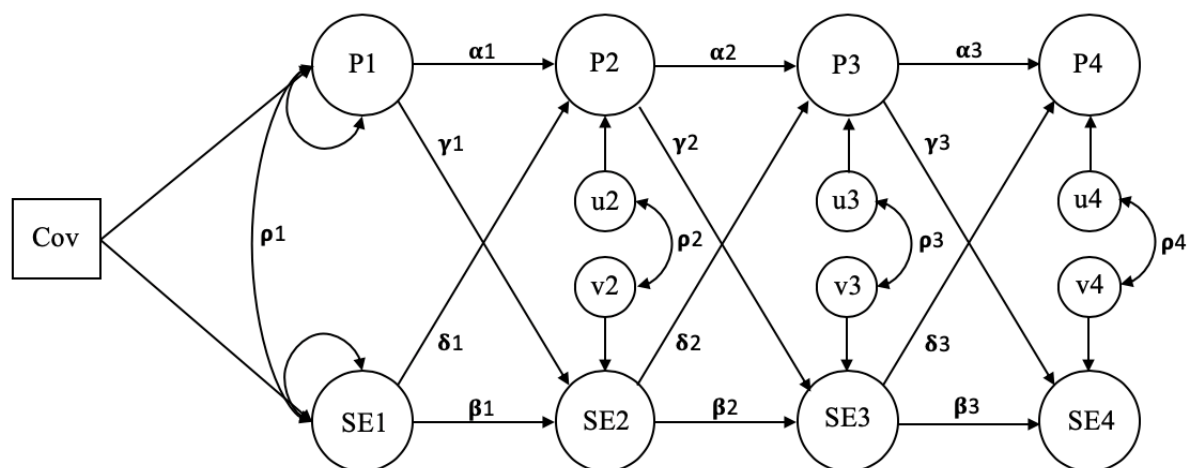 P1 α1 P2 α2 P3 α3 P4
γ1 γ2 γ3
u2 u3 u4
Cov ρ1 ρ2 ρ3 ρ4
v2 v3 v4
δ1 δ2 δ3
SE1 β1 SE2 β2 SE3 β3 SE4